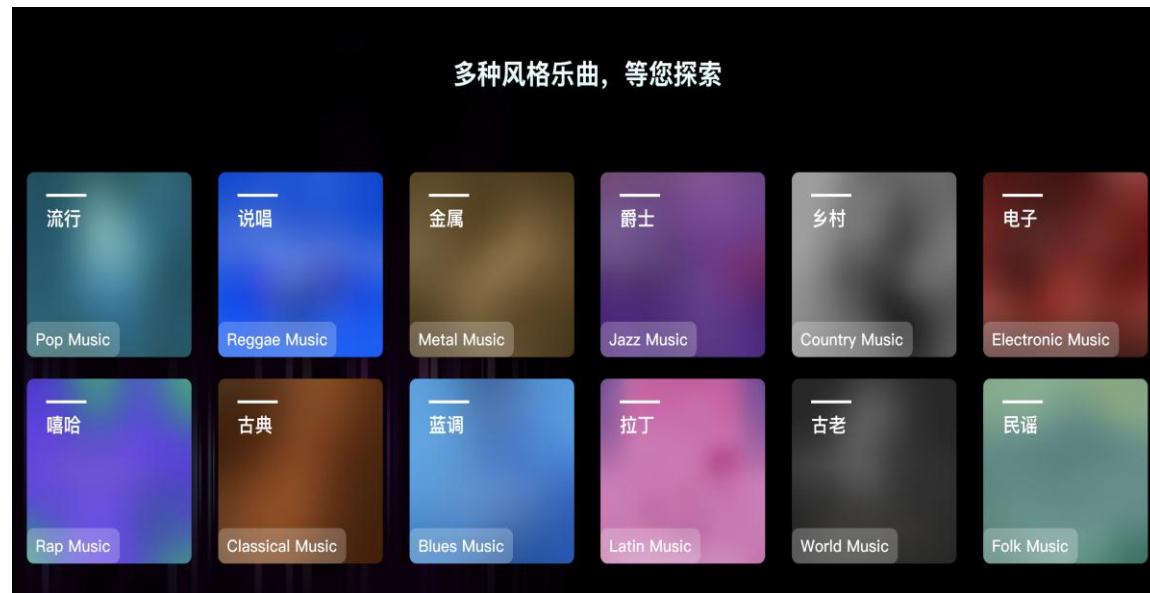 多种风格乐曲，等您探索
流行
说唱
金属
爵士
乡村
电子
Pop Music
Reggae Music
Metal Music
Jazz Music
Country Music
Electronic Music
嘻哈
古典
蓝调
拉丁
古老
民谣
Rap Music
Classical Music
Blues Music
Latin Music
World Music
Folk Music